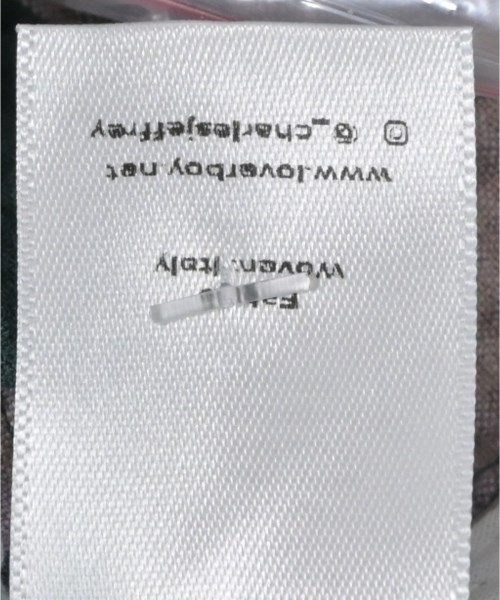 Woven: Italy
www.loverboy.net
@_charlesjeffrey